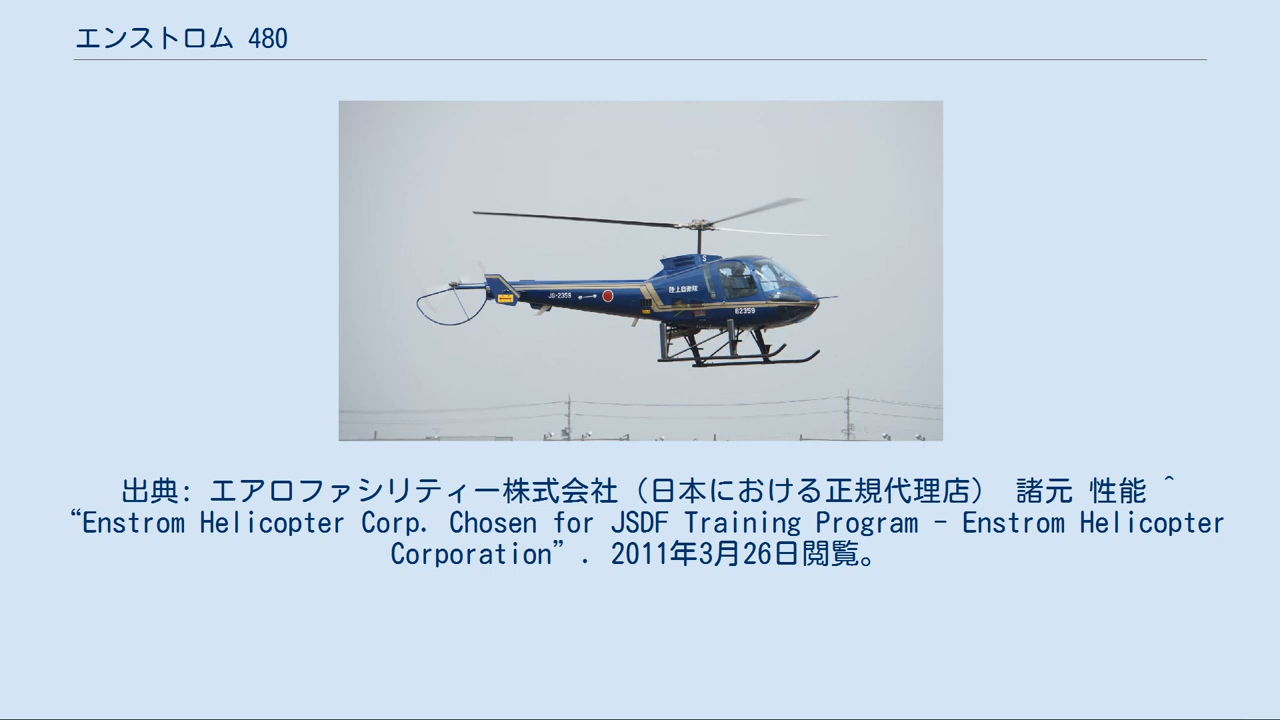 エンストロム 480
S
陸上自衛隊
JG-2359
62359
出典: エアロファシリティー株式会社（日本における正規代理店） 諸元 性能 ^
“Enstrom Helicopter Corp. Chosen for JSDF Training Program - Enstrom Helicopter
Corporation”. 2011年3月26日閲覧。